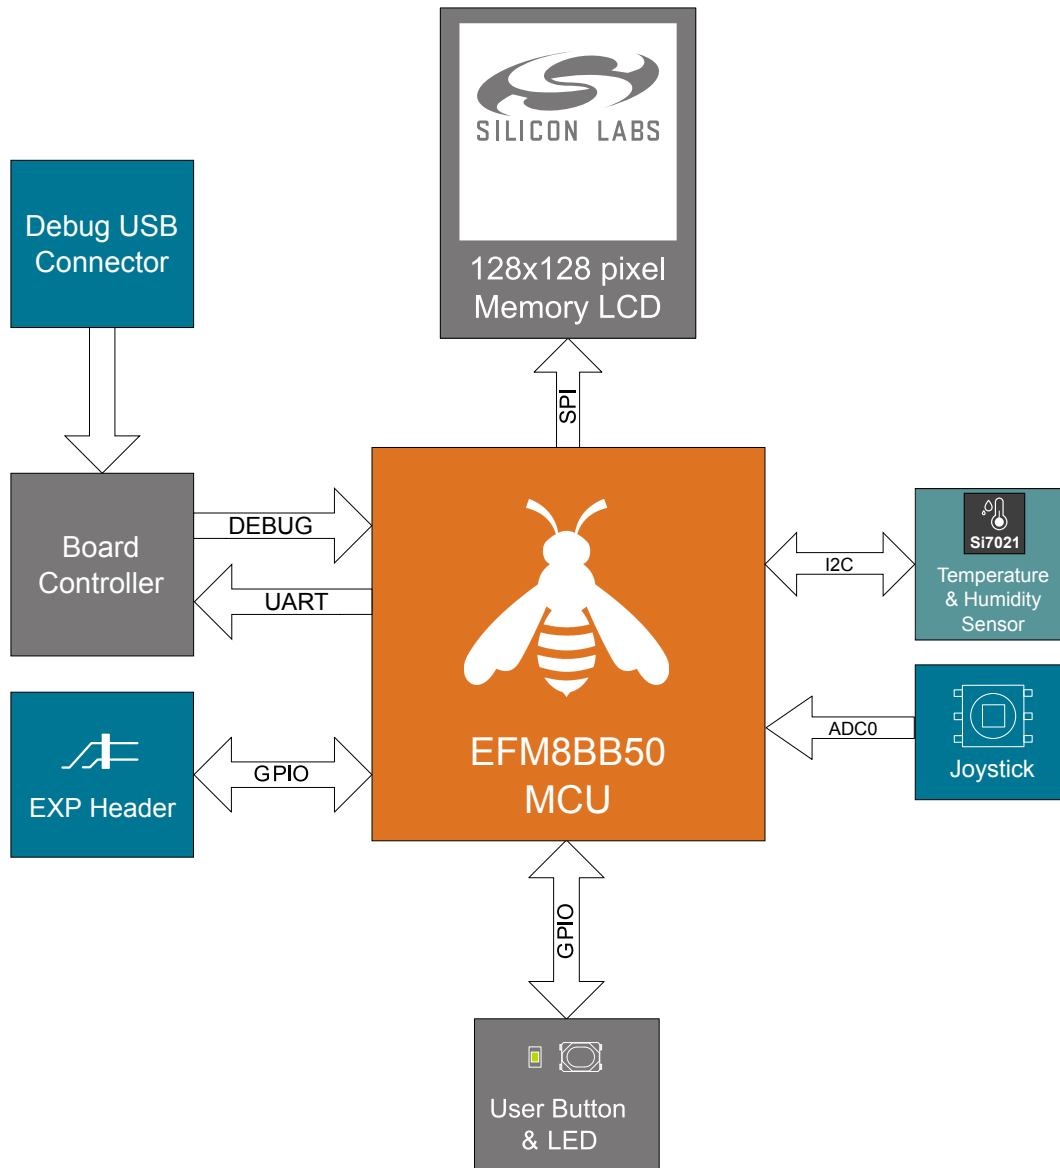 SILICON LABS
128x128 pixel
Memory LCD
Debug USB
Connector
SPI
Board
Controller
DEBUG
UART
EFM8BB50
MCU
I2C
Si7021
Temperature
& Humidity
Sensor
ADC0
Joystick
GPIO
EXP Header
GPIO
User Button
& LED